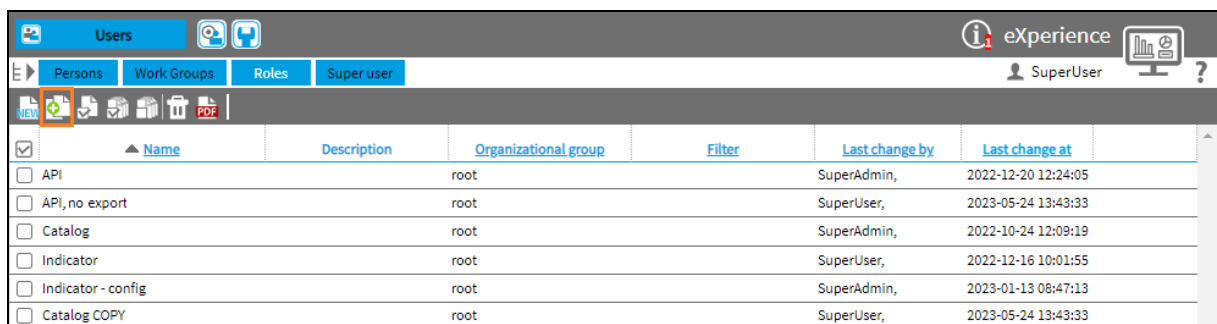 Users eXperience
1
Persons Work Groups Roles Super user SuperUser ?
NEW PDF
Name Description Organizational group Filter Last change by Last change at
API root SuperAdmin, 2022-12-20 12:24:05
API, no export root SuperUser, 2023-05-24 13:43:33
Catalog root SuperAdmin, 2022-10-24 12:09:19
Indicator root SuperUser, 2022-12-16 10:01:55
Indicator - config root SuperAdmin, 2023-01-13 08:47:13
Catalog COPY root SuperUser, 2023-05-24 13:43:33